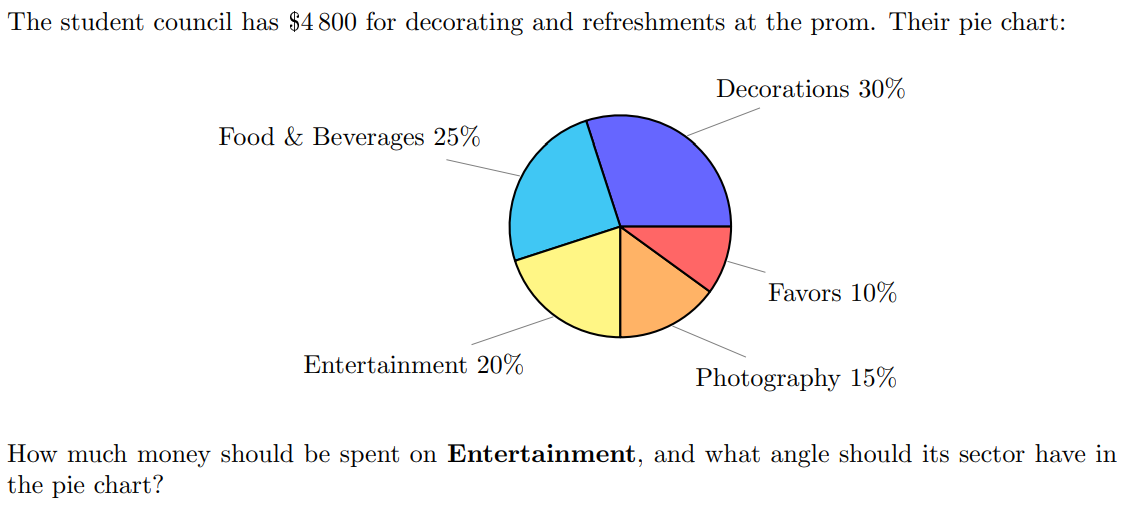 The student council has $4 800 for decorating and refreshments at the prom. Their pie chart:
Decorations 30%
Food & Beverages 25%
Favors 10%
Entertainment 20%
Photography 15%
How much money should be spent on Entertainment, and what angle should its sector have in
the pie chart?